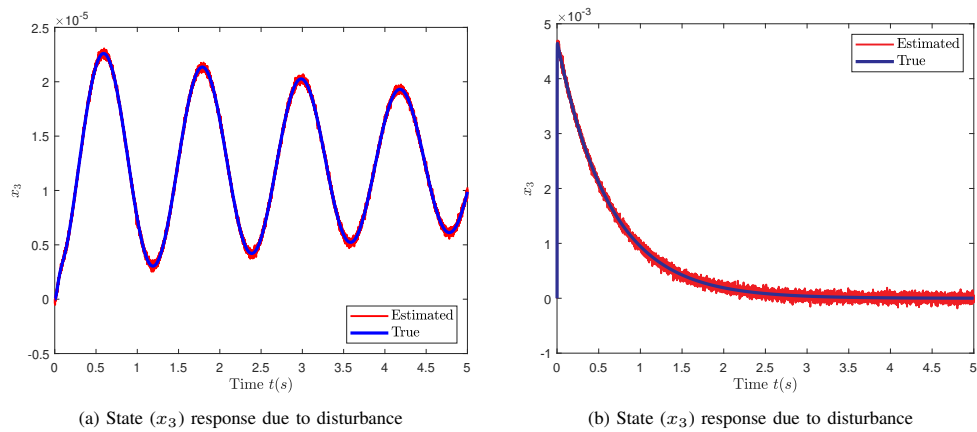 ×10⁻⁵
2.5
2
1.5
1
0.5
0
-0.5
x₃
0 0.5 1 1.5 2 2.5 3 3.5 4 4.5 5
Time t(s)
Estimated
True
(a) State (x₃) response due to disturbance
×10⁻³
5
4
3
2
1
0
-1
x₃
0 0.5 1 1.5 2 2.5 3 3.5 4 4.5 5
Time t(s)
Estimated
True
(b) State (x₃) response due to disturbance